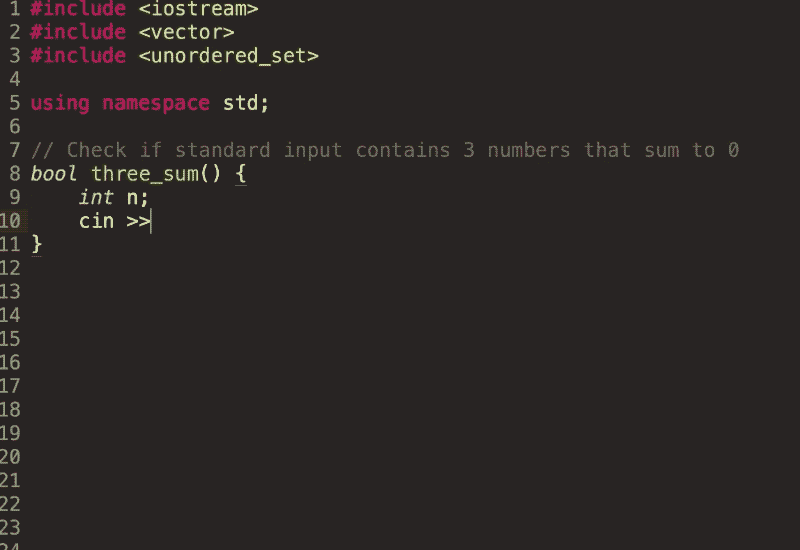 1 #include <iostream>
2 #include <vector>
3 #include <unordered_set>
4
5 using namespace std;
6
7 // Check if standard input contains 3 numbers that sum to 0
8 bool three_sum() {
9     int n;
10     cin >>
11 }
12
13
14
15
16
17
18
19
20
21
22
23
24